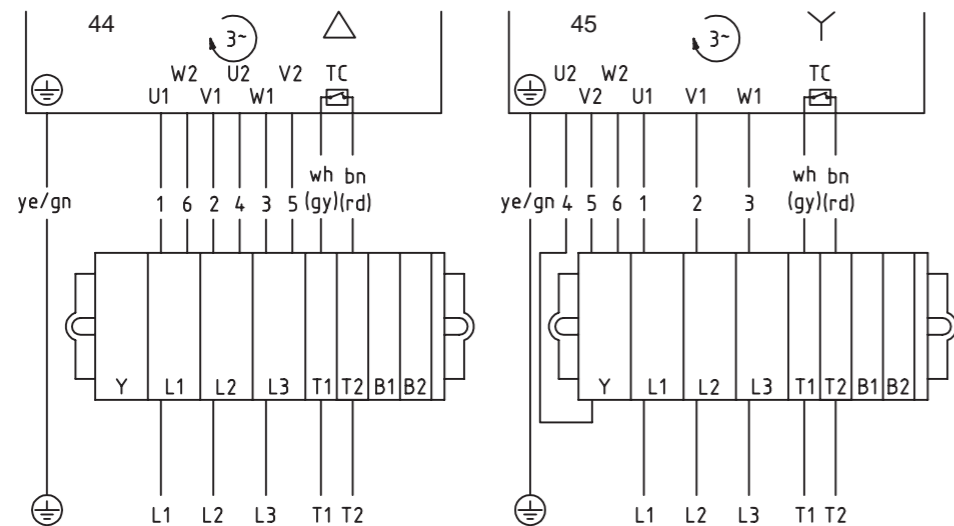 44
3~
W2 U2 V2 TC
U1 V1 W1
wh bn
ye/gn 1 6 2 4 3 5 (gy)(rd)
Y L1 L2 L3 T1 T2 B1 B2
L1 L2 L3 T1 T2
45
3~
U2 W2 TC
V2 U1 V1 W1
wh bn
ye/gn 4 5 6 1 2 3 (gy)(rd)
Y L1 L2 L3 T1 T2 B1 B2
L1 L2 L3 T1 T2